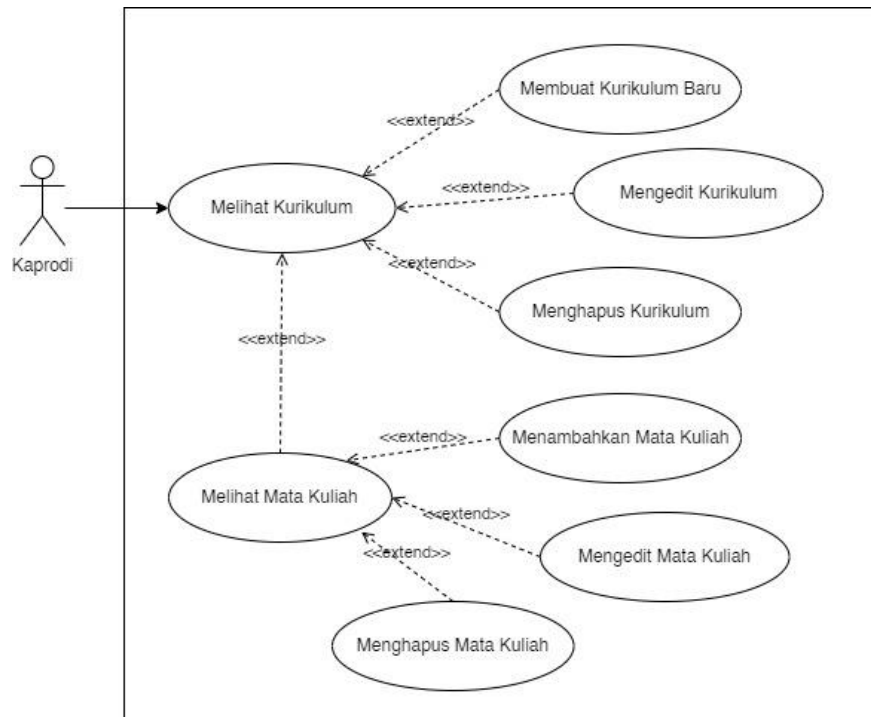 Membuat Kurikulum Baru
<<extend>>
<<extend>>
Mengedit Kurikulum
Melihat Kurikulum
Kaprodi
<<extend>>
Menghapus Kurikulum
<<extend>>
<<extend>>
Menambahkan Mata Kuliah
Melihat Mata Kuliah
<<extend>>
Mengedit Mata Kuliah
<<extend>>
Menghapus Mata Kuliah